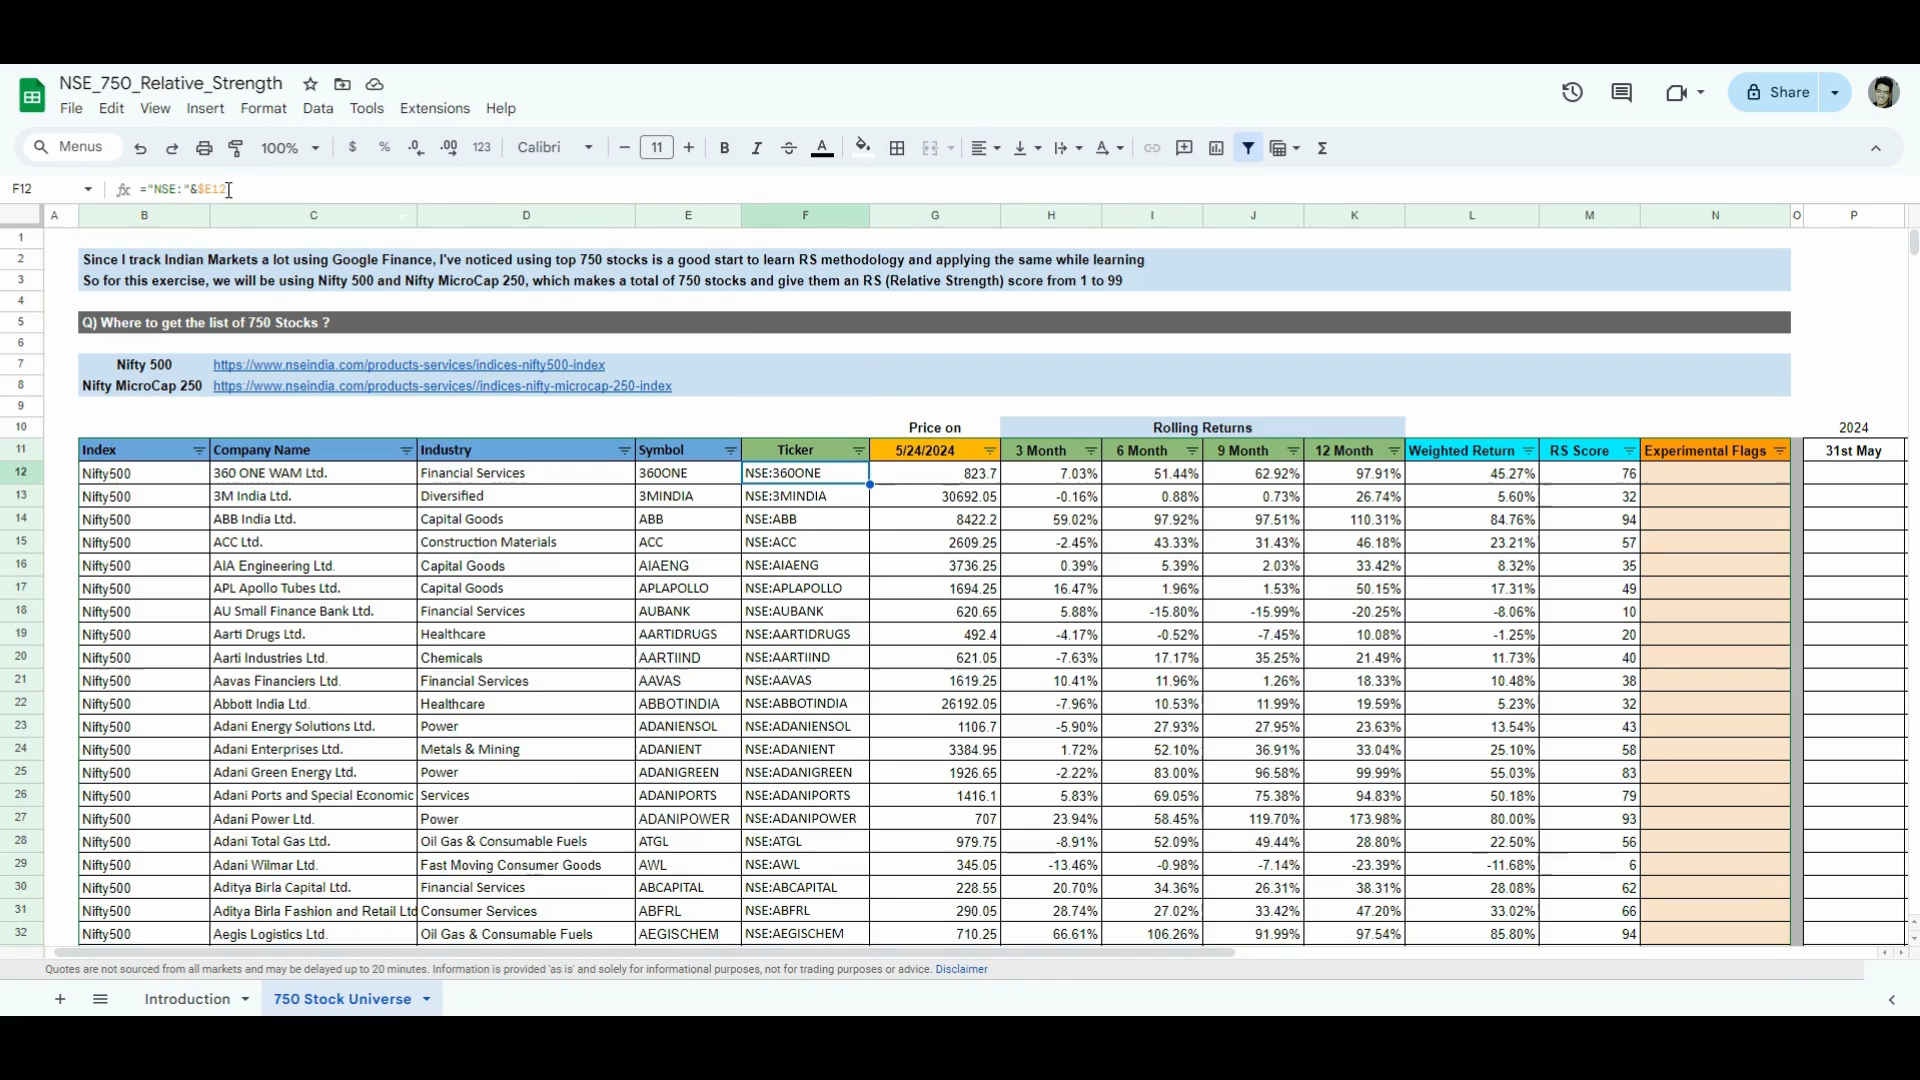 NSE_750_Relative_Strength
File Edit View Insert Format Data Tools Extensions Help
Share
Menus 100% $ % .0 .00 123 Calibri − 11 + B I A Σ
F12 fx ="NSE:"&$E12
A B C D E F G H I J K L M N O P
1
2 Since I track Indian Markets a lot using Google Finance, I've noticed using top 750 stocks is a good start to learn RS methodology and applying the same while learning
3 So for this exercise, we will be using Nifty 500 and Nifty MicroCap 250, which makes a total of 750 stocks and give them an RS (Relative Strength) score from 1 to 99
4
5 Q) Where to get the list of 750 Stocks ?
6
7 Nifty 500 https://www.nseindia.com/products-services/indices-nifty500-index
8 Nifty MicroCap 250 https://www.nseindia.com/products-services//indices-nifty-microcap-250-index
9
10 Price on Rolling Returns 2024
11 Index Company Name Industry Symbol Ticker 5/24/2024 3 Month 6 Month 9 Month 12 Month Weighted Return RS Score Experimental Flags 31st May
12 Nifty500 360 ONE WAM Ltd. Financial Services 360ONE NSE:360ONE 823.7 7.03% 51.44% 62.92% 97.91% 45.27% 76
13 Nifty500 3M India Ltd. Diversified 3MINDIA NSE:3MINDIA 30692.05 -0.16% 0.88% 0.73% 26.74% 5.60% 32
14 Nifty500 ABB India Ltd. Capital Goods ABB NSE:ABB 8422.2 59.02% 97.92% 97.51% 110.31% 84.76% 94
15 Nifty500 ACC Ltd. Construction Materials ACC NSE:ACC 2609.25 -2.45% 43.33% 31.43% 46.18% 23.21% 57
16 Nifty500 AIA Engineering Ltd. Capital Goods AIAENG NSE:AIAENG 3736.25 0.39% 5.39% 2.03% 33.42% 8.32% 35
17 Nifty500 APL Apollo Tubes Ltd. Capital Goods APLAPOLLO NSE:APLAPOLLO 1694.25 16.47% 1.96% 1.53% 50.15% 17.31% 49
18 Nifty500 AU Small Finance Bank Ltd. Financial Services AUBANK NSE:AUBANK 620.65 5.88% -15.80% -15.99% -20.25% -8.06% 10
19 Nifty500 Aarti Drugs Ltd. Healthcare AARTIDRUGS NSE:AARTIDRUGS 492.4 -4.17% -0.52% -7.45% 10.08% -1.25% 20
20 Nifty500 Aarti Industries Ltd. Chemicals AARTIIND NSE:AARTIIND 621.05 -7.63% 17.17% 35.25% 21.49% 11.73% 40
21 Nifty500 Aavas Financiers Ltd. Financial Services AAVAS NSE:AAVAS 1619.25 10.41% 11.96% 1.26% 18.33% 10.48% 38
22 Nifty500 Abbott India Ltd. Healthcare ABBOTINDIA NSE:ABBOTINDIA 26192.05 -7.96% 10.53% 11.99% 19.59% 5.23% 32
23 Nifty500 Adani Energy Solutions Ltd. Power ADANIENSOL NSE:ADANIENSOL 1106.7 -5.90% 27.93% 27.95% 23.63% 13.54% 43
24 Nifty500 Adani Enterprises Ltd. Metals & Mining ADANIENT NSE:ADANIENT 3384.95 1.72% 52.10% 36.91% 33.04% 25.10% 58
25 Nifty500 Adani Green Energy Ltd. Power ADANIGREEN NSE:ADANIGREEN 1926.65 -2.22% 83.00% 96.58% 99.99% 55.03% 83
26 Nifty500 Adani Ports and Special Economic Services ADANIPORTS NSE:ADANIPORTS 1416.1 5.83% 69.05% 75.38% 94.83% 50.18% 79
27 Nifty500 Adani Power Ltd. Power ADANIPOWER NSE:ADANIPOWER 707 23.94% 58.45% 119.70% 173.98% 80.00% 93
28 Nifty500 Adani Total Gas Ltd. Oil Gas & Consumable Fuels ATGL NSE:ATGL 979.75 -8.91% 52.09% 49.44% 28.80% 22.50% 56
29 Nifty500 Adani Wilmar Ltd. Fast Moving Consumer Goods AWL NSE:AWL 345.05 -13.46% -0.98% -7.14% -23.39% -11.68% 6
30 Nifty500 Aditya Birla Capital Ltd. Financial Services ABCAPITAL NSE:ABCAPITAL 228.55 20.70% 34.36% 26.31% 38.31% 28.08% 62
31 Nifty500 Aditya Birla Fashion and Retail Ltd Consumer Services ABFRL NSE:ABFRL 290.05 28.74% 27.02% 33.42% 47.20% 33.02% 66
32 Nifty500 Aegis Logistics Ltd. Oil Gas & Consumable Fuels AEGISCHEM NSE:AEGISCHEM 710.25 66.61% 106.26% 91.99% 97.54% 85.80% 94
Quotes are not sourced from all markets and may be delayed up to 20 minutes. Information is provided 'as is' and solely for informational purposes, not for trading purposes or advice. Disclaimer
Introduction 750 Stock Universe